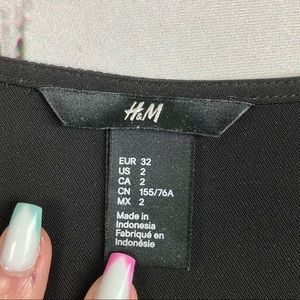 H&M
EUR 32
US 2
CA 2
CN 155/76A
MX 2
Made in
Indonesia
Fabriqué en
Indonésie